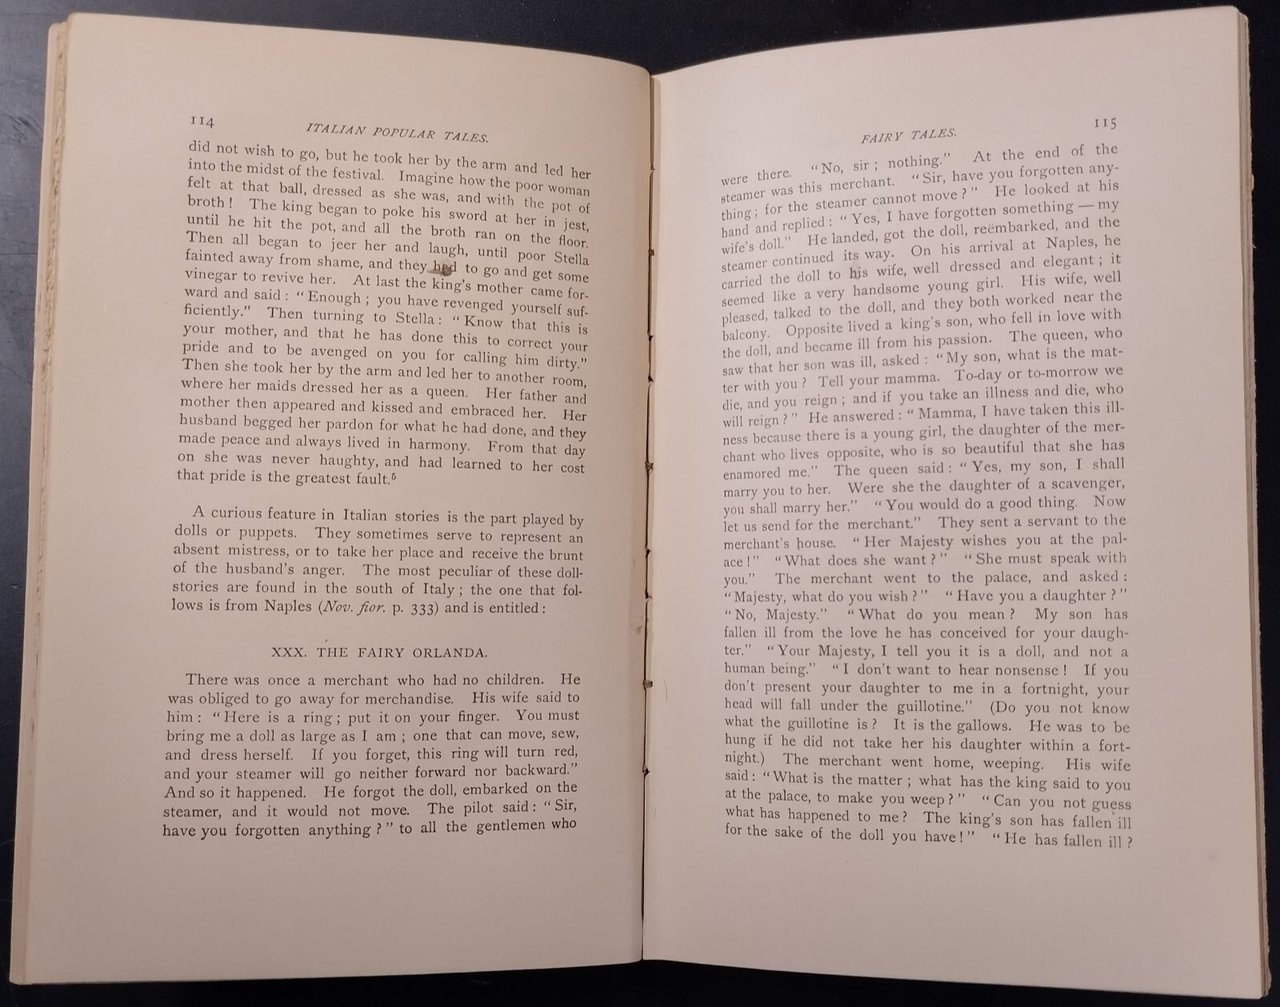 114
ITALIAN POPULAR TALES.
did not wish to go, but he took her by the arm and led her
into the midst of the festival. Imagine how the poor woman
felt at that ball, dressed as she was, and with the pot of
broth! The king began to poke his sword at her in jest,
until he hit the pot, and all the broth ran on the floor.
Then all began to jeer her and laugh, until poor Stella
fainted away from shame, and they had to go and get some
vinegar to revive her. At last the king's mother came for-
ward and said: "Enough; you have revenged yourself suf-
ficiently." Then turning to Stella: "Know that this is
your mother, and that he has done this to correct your
pride and to be avenged on you for calling him dirty."
Then she took her by the arm and led her to another room,
where her maids dressed her as a queen. Her father and
mother then appeared and kissed and embraced her. Her
husband begged her pardon for what he had done, and they
made peace and always lived in harmony. From that day
on she was never haughty, and had learned to her cost
that pride is the greatest fault.⁵
A curious feature in Italian stories is the part played by
dolls or puppets. They sometimes serve to represent an
absent mistress, or to take her place and receive the brunt
of the husband's anger. The most peculiar of these doll-
stories are found in the south of Italy; the one that fol-
lows is from Naples (Nov. fior. p. 333) and is entitled:
XXX. THE FAIRY ORLANDA.
There was once a merchant who had no children. He
was obliged to go away for merchandise. His wife said to
him: "Here is a ring; put it on your finger. You must
bring me a doll as large as I am; one that can move, sew,
and dress herself. If you forget, this ring will turn red,
and your steamer will go neither forward nor backward."
And so it happened. He forgot the doll, embarked on the
steamer, and it would not move. The pilot said: "Sir,
have you forgotten anything?" to all the gentlemen who
FAIRY TALES.
115
were there. "No, sir; nothing." At the end of the
steamer was this merchant. "Sir, have you forgotten any-
thing; for the steamer cannot move?" He looked at his
hand and replied: "Yes, I have forgotten something — my
wife's doll." He landed, got the doll, reëmbarked, and the
steamer continued its way. On his arrival at Naples, he
carried the doll to his wife, well dressed and elegant; it
seemed like a very handsome young girl. His wife, well
pleased, talked to the doll, and they both worked near the
balcony. Opposite lived a king's son, who fell in love with
the doll, and became ill from his passion. The queen, who
saw that her son was ill, asked: "My son, what is the mat-
ter with you? Tell your mamma. To-day or to-morrow we
die, and you reign; and if you take an illness and die, who
will reign?" He answered: "Mamma, I have taken this ill-
ness because there is a young girl, the daughter of the mer-
chant who lives opposite, who is so beautiful that she has
enamored me." The queen said: "Yes, my son, I shall
marry you to her. Were she the daughter of a scavenger,
you shall marry her." "You would do a good thing. Now
let us send for the merchant." They sent a servant to the
merchant's house. "Her Majesty wishes you at the pal-
ace!" "What does she want?" "She must speak with
you." The merchant went to the palace, and asked:
"Majesty, what do you wish?" "Have you a daughter?"
"No, Majesty." "What do you mean? My son has
fallen ill from the love he has conceived for your daugh-
ter." "Your Majesty, I tell you it is a doll, and not a
human being." "I don't want to hear nonsense! If you
don't present your daughter to me in a fortnight, your
head will fall under the guillotine." (Do you not know
what the guillotine is? It is the gallows. He was to be
hung if he did not take her his daughter within a fort-
night.) The merchant went home, weeping. His wife
said: "What is the matter; what has the king said to you
at the palace, to make you weep?" "Can you not guess
what has happened to me? The king's son has fallen ill
for the sake of the doll you have!" "He has fallen ill?